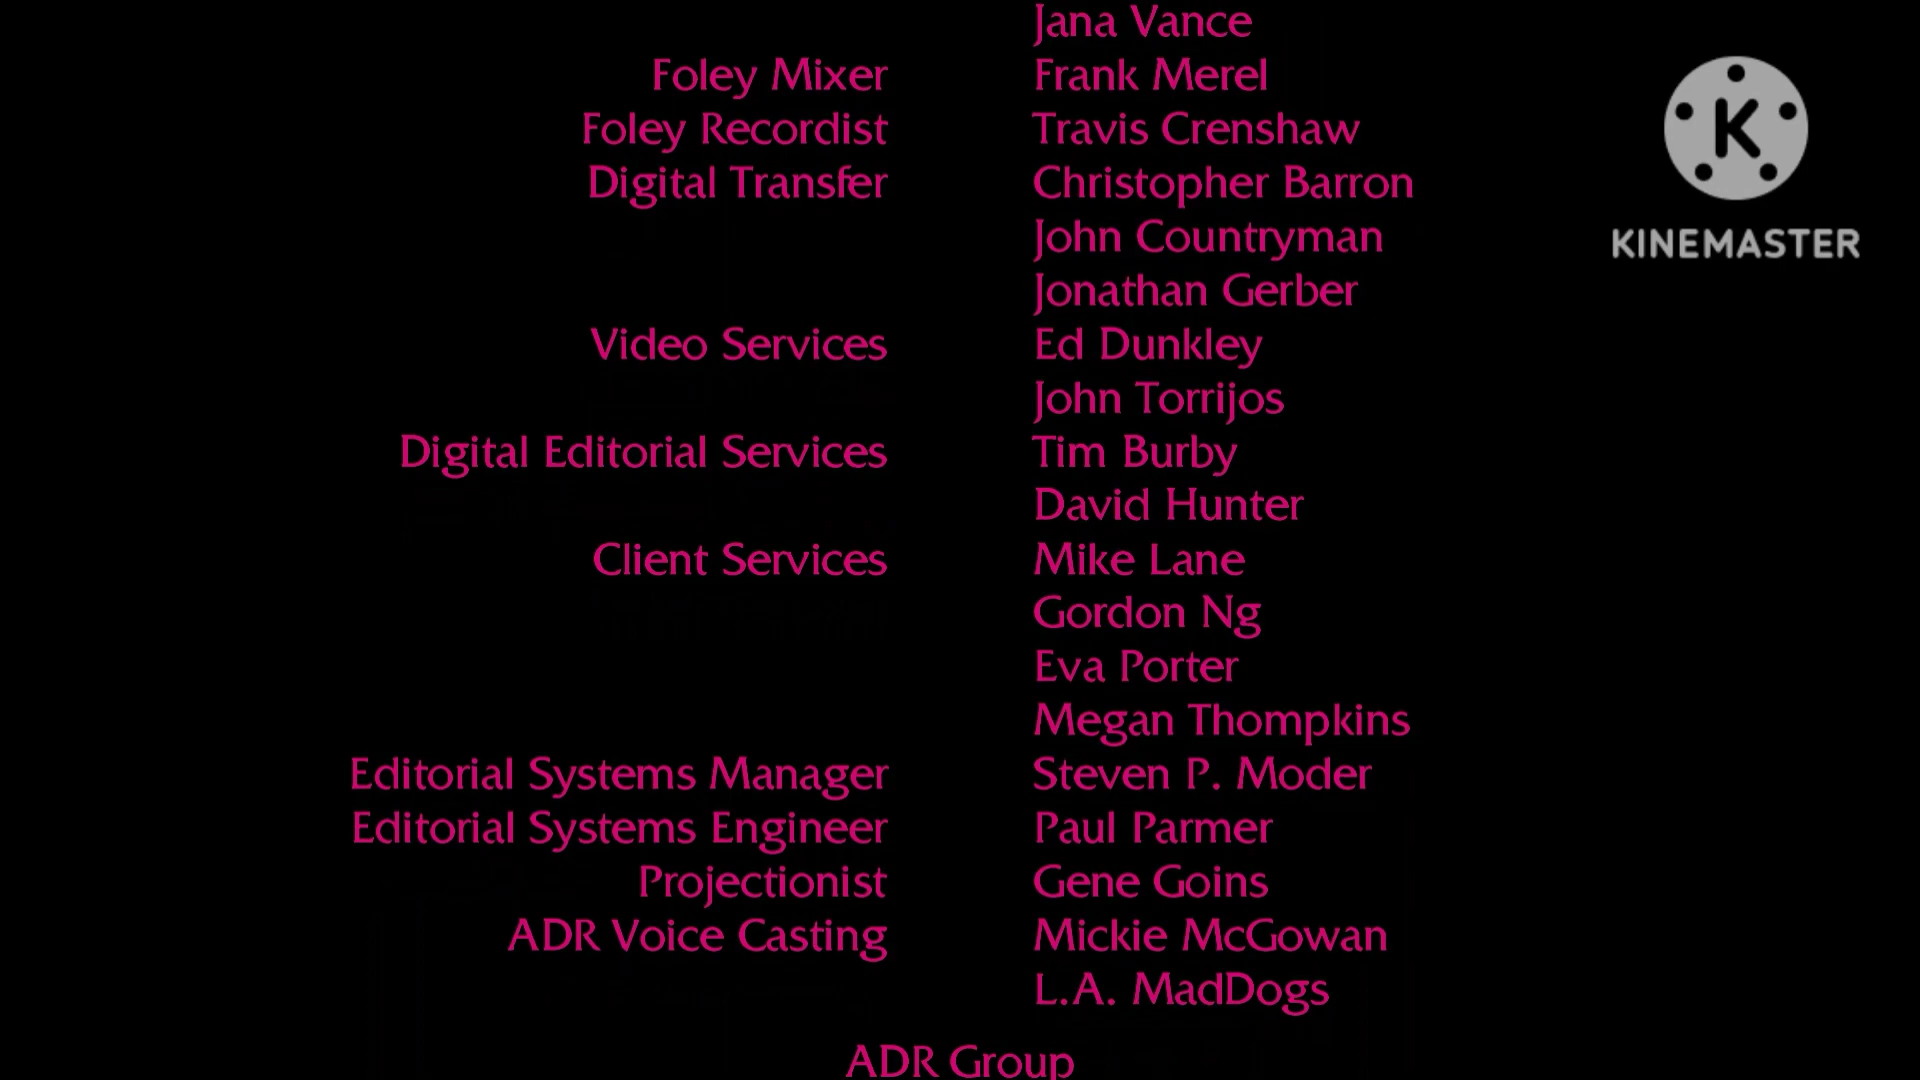 Jana Vance
Foley Mixer Frank Merel
Foley Recordist Travis Crenshaw
Digital Transfer Christopher Barron
John Countryman
Jonathan Gerber
Video Services Ed Dunkley
John Torrijos
Digital Editorial Services Tim Burby
David Hunter
Client Services Mike Lane
Gordon Ng
Eva Porter
Megan Thompkins
Editorial Systems Manager Steven P. Moder
Editorial Systems Engineer Paul Parmer
Projectionist Gene Goins
ADR Voice Casting Mickie McGowan
L.A. MadDogs
ADR Group
K
KINEMASTER